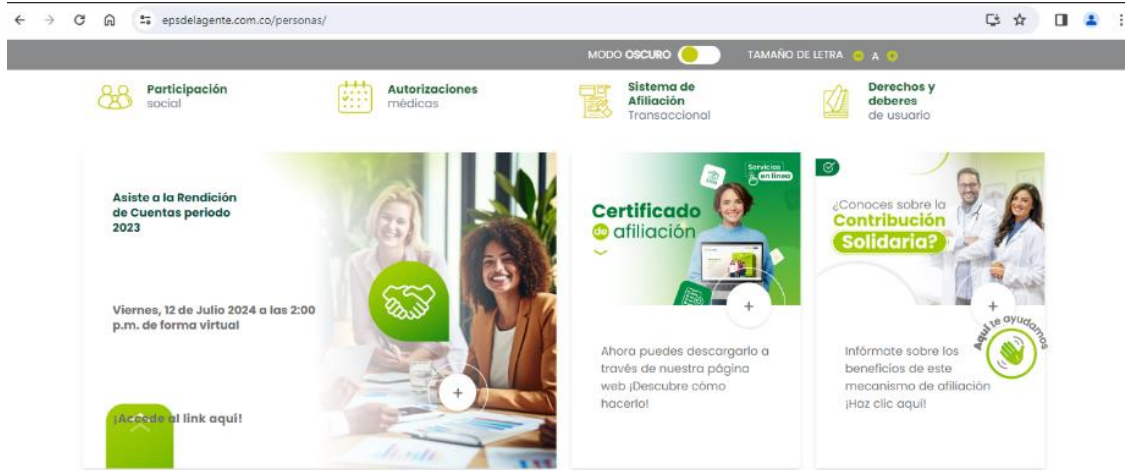 epsdelagente.com.co/personas/
MODO OSCURO
TAMAÑO DE LETRA - A +
Participación
social
Autorizaciones
médicas
Sistema de
Afiliación
Transaccional
Derechos y
deberes
de usuario
Asiste a la Rendición
de Cuentas periodo
2023
Viernes, 12 de Julio 2024 a las 2:00
p.m. de forma virtual
¡Accede al link aquí!
Servicios
en línea
Certificado
de afiliación
Ahora puedes descargarlo a
través de nuestra página
web ¡Descubre cómo
hacerlo!
¿Conoces sobre la
Contribución
Solidaria?
Infórmate sobre los
beneficios de este
mecanismo de afiliación
¡Haz clic aquí!
Aquí te ayudamos